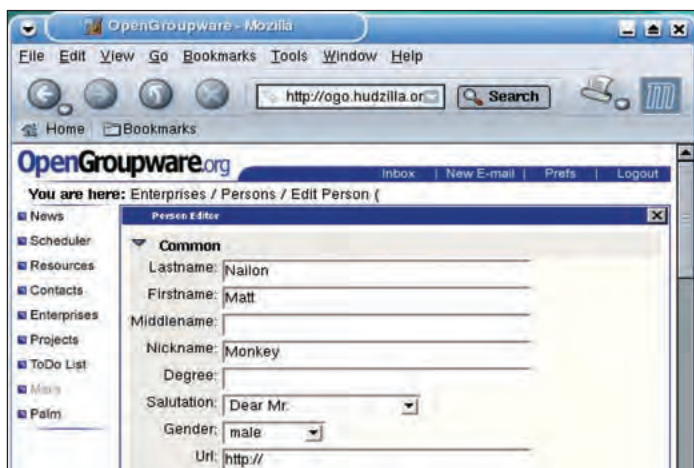 OpenGroupware - Mozilla
File Edit View Go Bookmarks Tools Window Help
http://ogo.hudzilla.or Search
Home Bookmarks
OpenGroupware.org
Inbox | New E-mail | Prefs | Logout
You are here: Enterprises / Persons / Edit Person (
News
Scheduler
Resources
Contacts
Enterprises
Projects
ToDo List
Palm
Person Editor
Common
Lastname: Nailon
Firstname: Matt
Middlename:
Nickname: Monkey
Degree:
Salutation: Dear Mr.
Gender: male
Url: http://